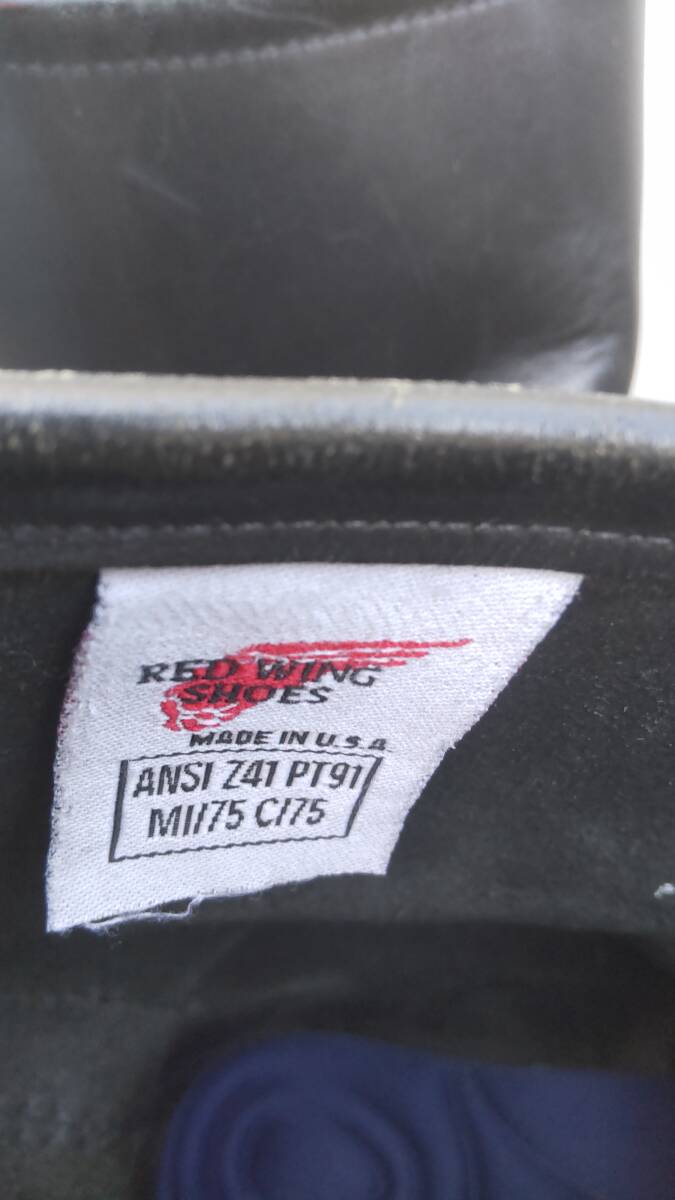 RED WING
SHOES
MADE IN U.S.A
ANSI Z41 PT91
MI/75 C/75